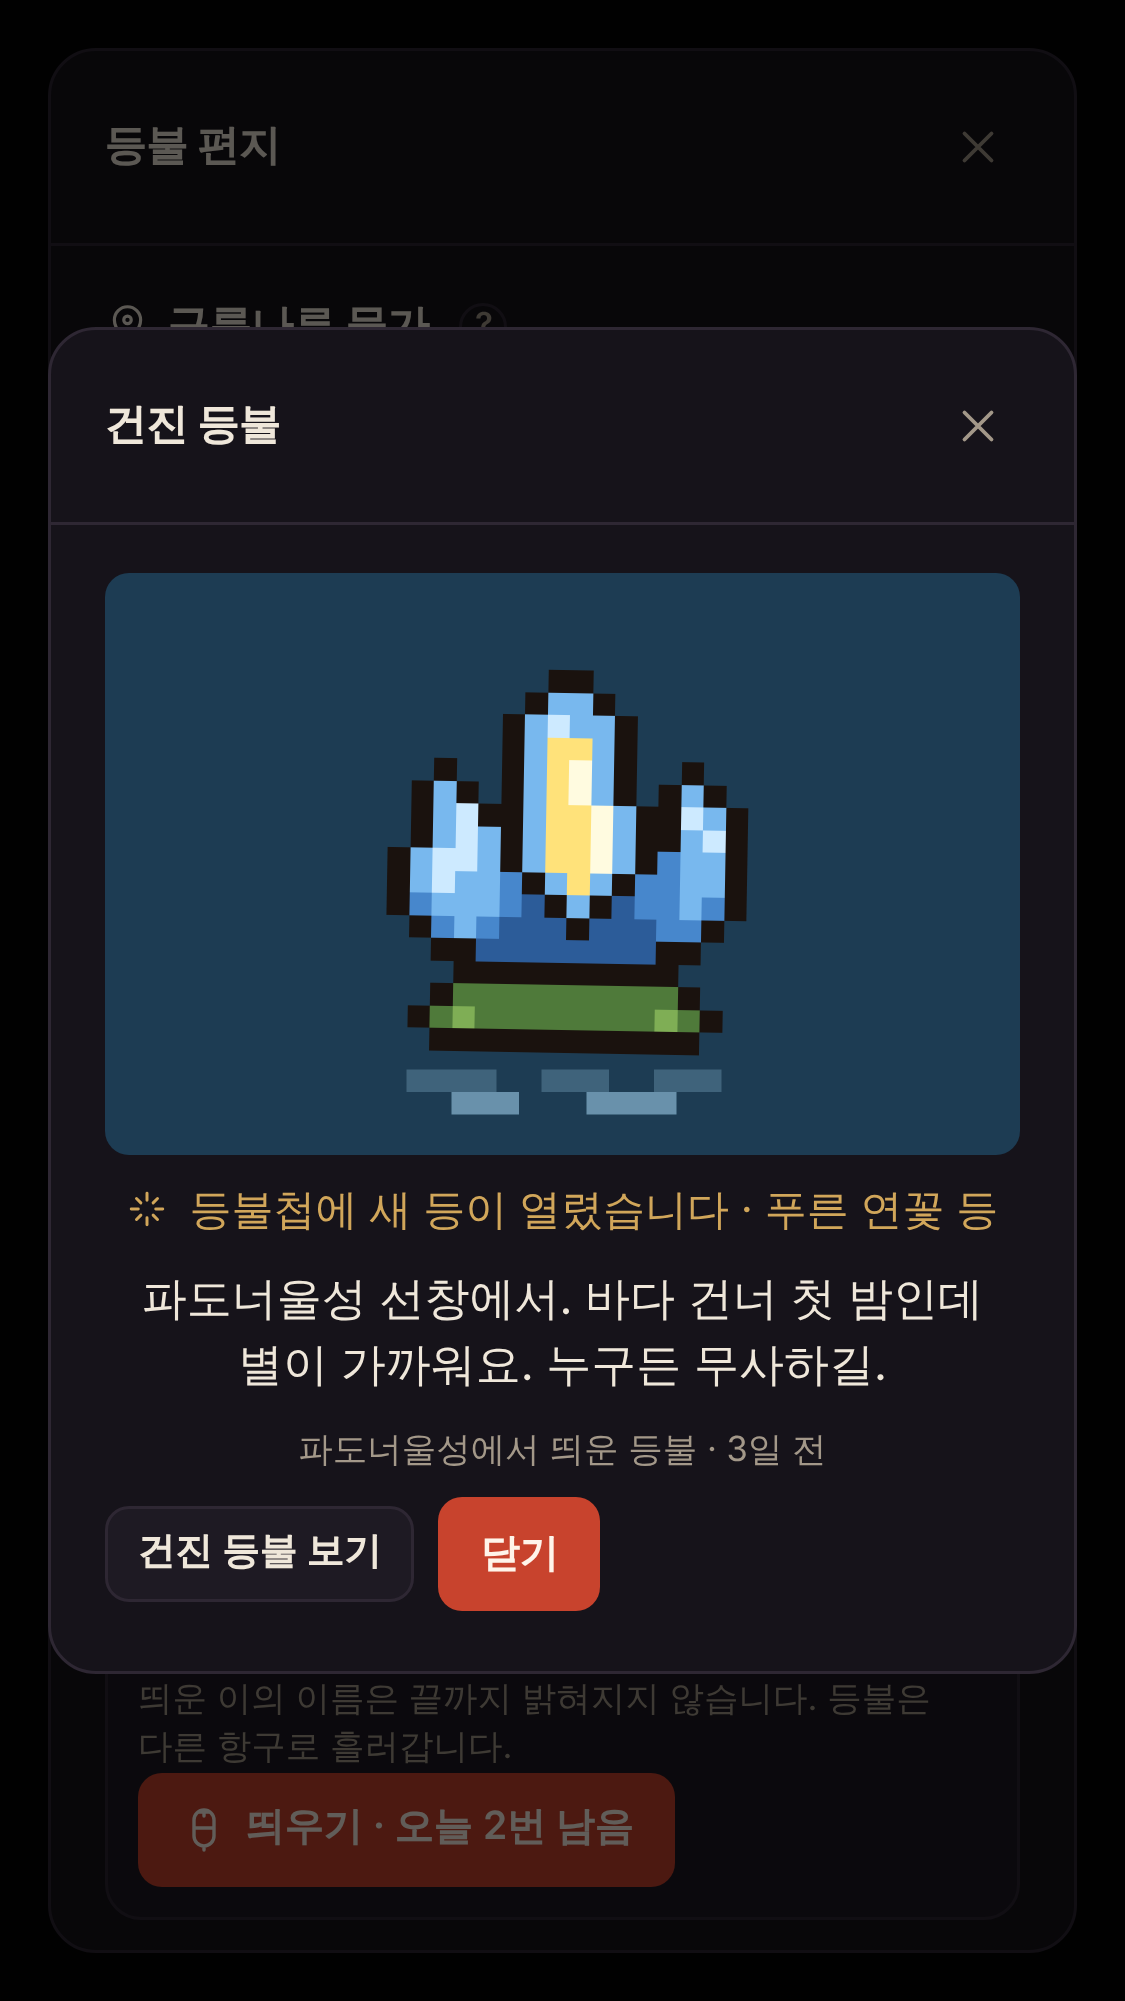 등불 편지
구름나루 물가 ?
건진 등불
등불첩에 새 등이 열렸습니다 · 푸른 연꽃 등
파도너울성 선창에서. 바다 건너 첫 밤인데
별이 가까워요. 누구든 무사하길.
파도너울성에서 띄운 등불 · 3일 전
건진 등불 보기
닫기
띄운 이의 이름은 끝까지 밝혀지지 않습니다. 등불은
다른 항구로 흘러갑니다.
띄우기 · 오늘 2번 남음